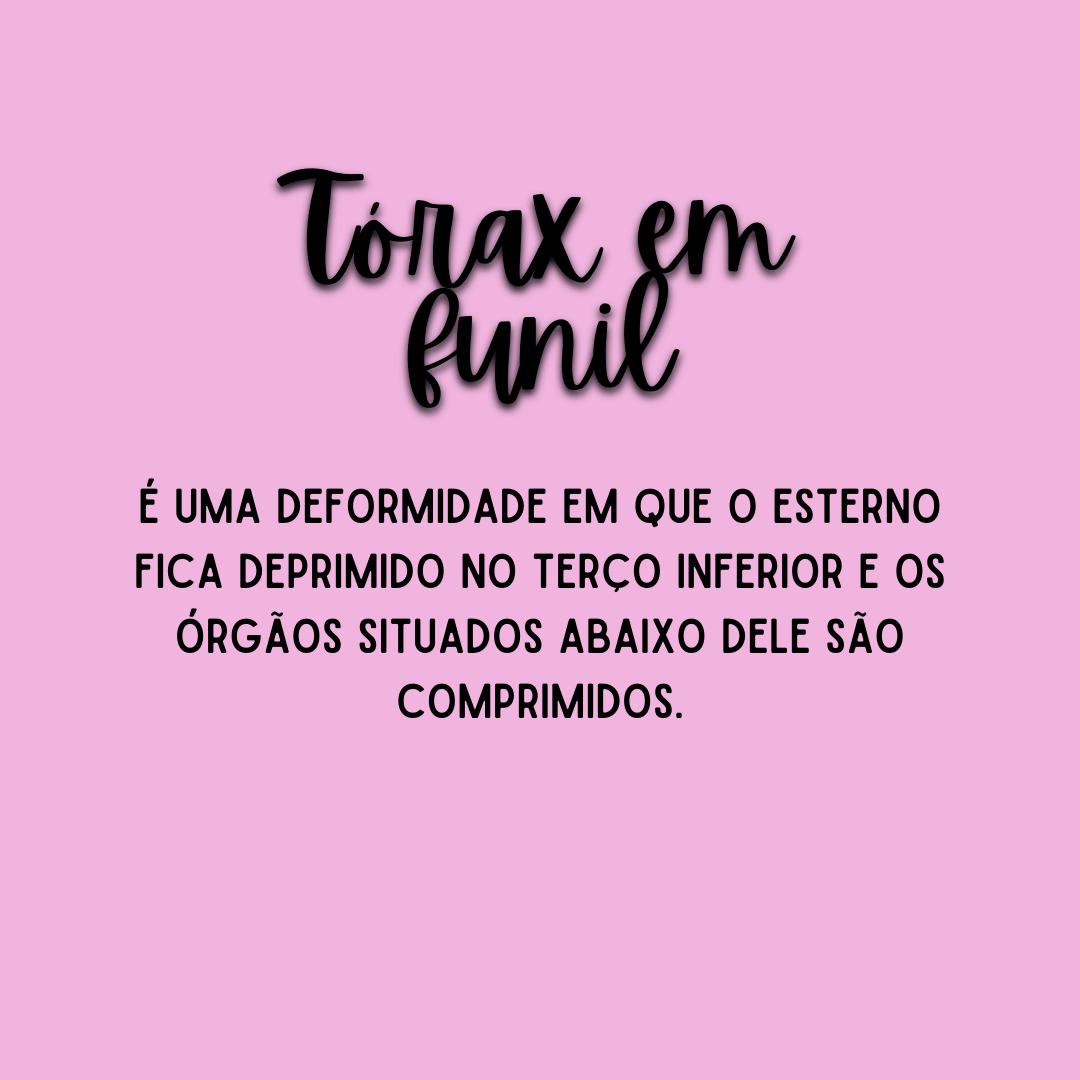 Tórax em
funil
É UMA DEFORMIDADE EM QUE O ESTERNO
FICA DEPRIMIDO NO TERÇO INFERIOR E OS
ÓRGÃOS SITUADOS ABAIXO DELE SÃO
COMPRIMIDOS.